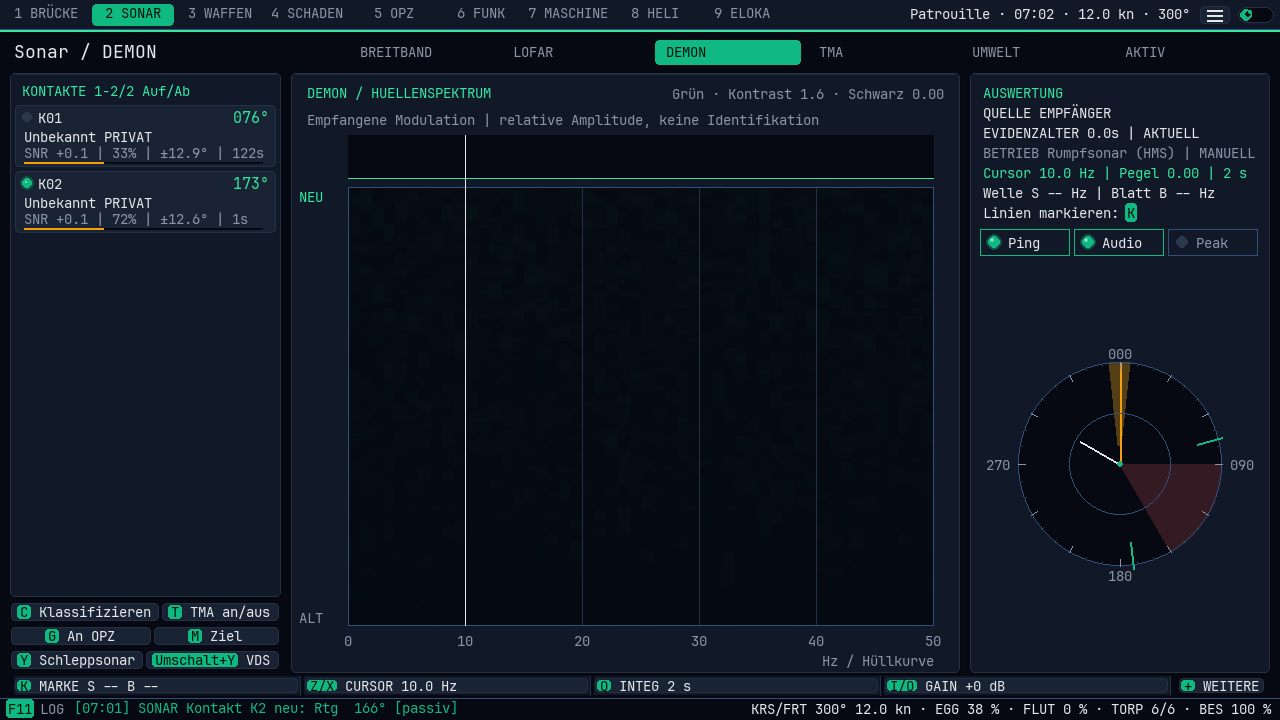 1 BRÜCKE 2 SONAR 3 WAFFEN 4 SCHADEN 5 OPZ 6 FUNK 7 MASCHINE 8 HELI 9 ELOKA Patrouille · 07:02 · 12.0 kn · 300°
Sonar / DEMON BREITBAND LOFAR DEMON TMA UMWELT AKTIV
KONTAKTE 1-2/2 Auf/Ab
K01 076°
Unbekannt PRIVAT
SNR +0.1 | 33% | ±12.9° | 122s
K02 173°
Unbekannt PRIVAT
SNR +0.1 | 72% | ±12.6° | 1s
C Klassifizieren T TMA an/aus
G An OPZ M Ziel
Y Schleppsonar Umschalt+Y VDS
DEMON / HUELLENSPEKTRUM Grün · Kontrast 1.6 · Schwarz 0.00
Empfangene Modulation | relative Amplitude, keine Identifikation
NEU
ALT
0 10 20 30 40 50
Hz / Hüllkurve
AUSWERTUNG
QUELLE EMPFÄNGER
EVIDENZALTER 0.0s | AKTUELL
BETRIEB Rumpfsonar (HMS) | MANUELL
Cursor 10.0 Hz | Pegel 0.00 | 2 s
Welle S -- Hz | Blatt B -- Hz
Linien markieren: K
Ping Audio Peak
000
270 090
180
K MARKE S -- B -- Z/X CURSOR 10.0 Hz Q INTEG 2 s I/O GAIN +0 dB + WEITERE
F11 LOG [07:01] SONAR Kontakt K2 neu: Rtg 166° [passiv] KRS/FRT 300° 12.0 kn · EGG 38 % · FLUT 0 % · TORP 6/6 · BES 100 %